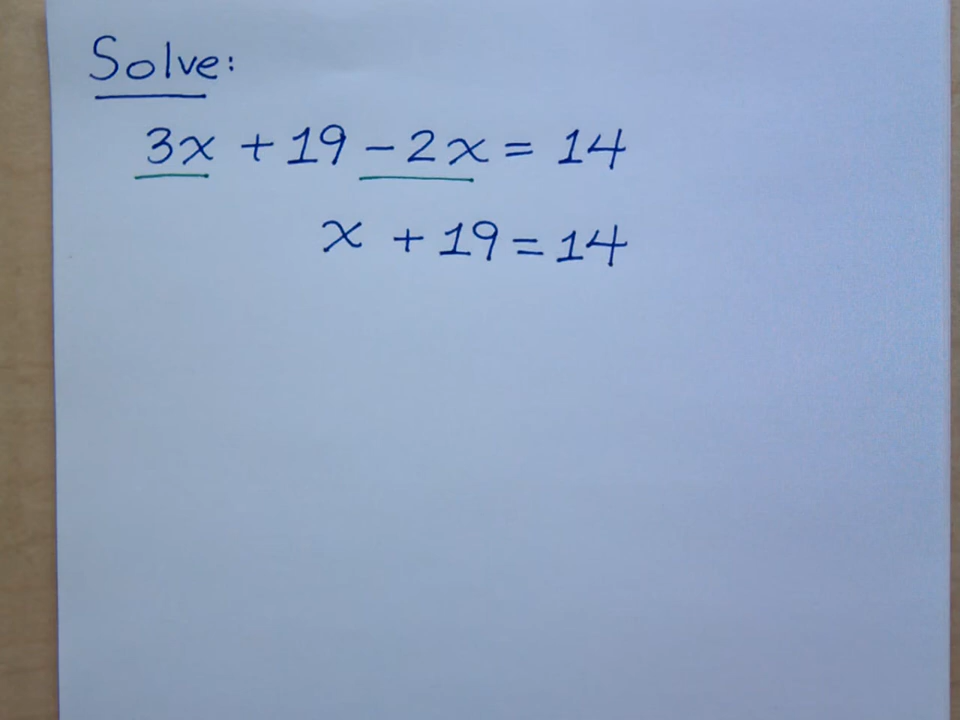 Solve:
3x + 19 - 2x = 14
x + 19 = 14